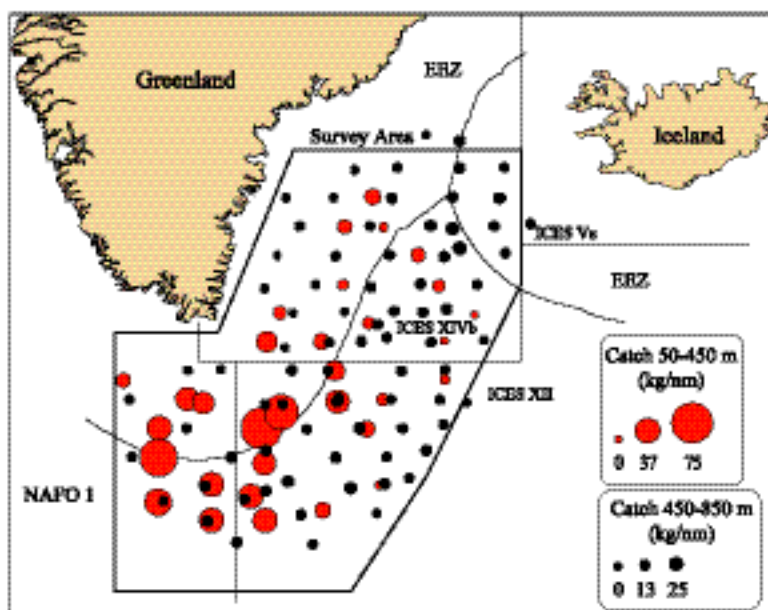 Greenland
EEZ
Survey Area
Iceland
ICES Va
EEZ
ICES XIVb
Catch 50-450 m
(kg/nm)
0 37 75
ICES XII
NAFO 1
Catch 450-850 m
(kg/nm)
0 13 25